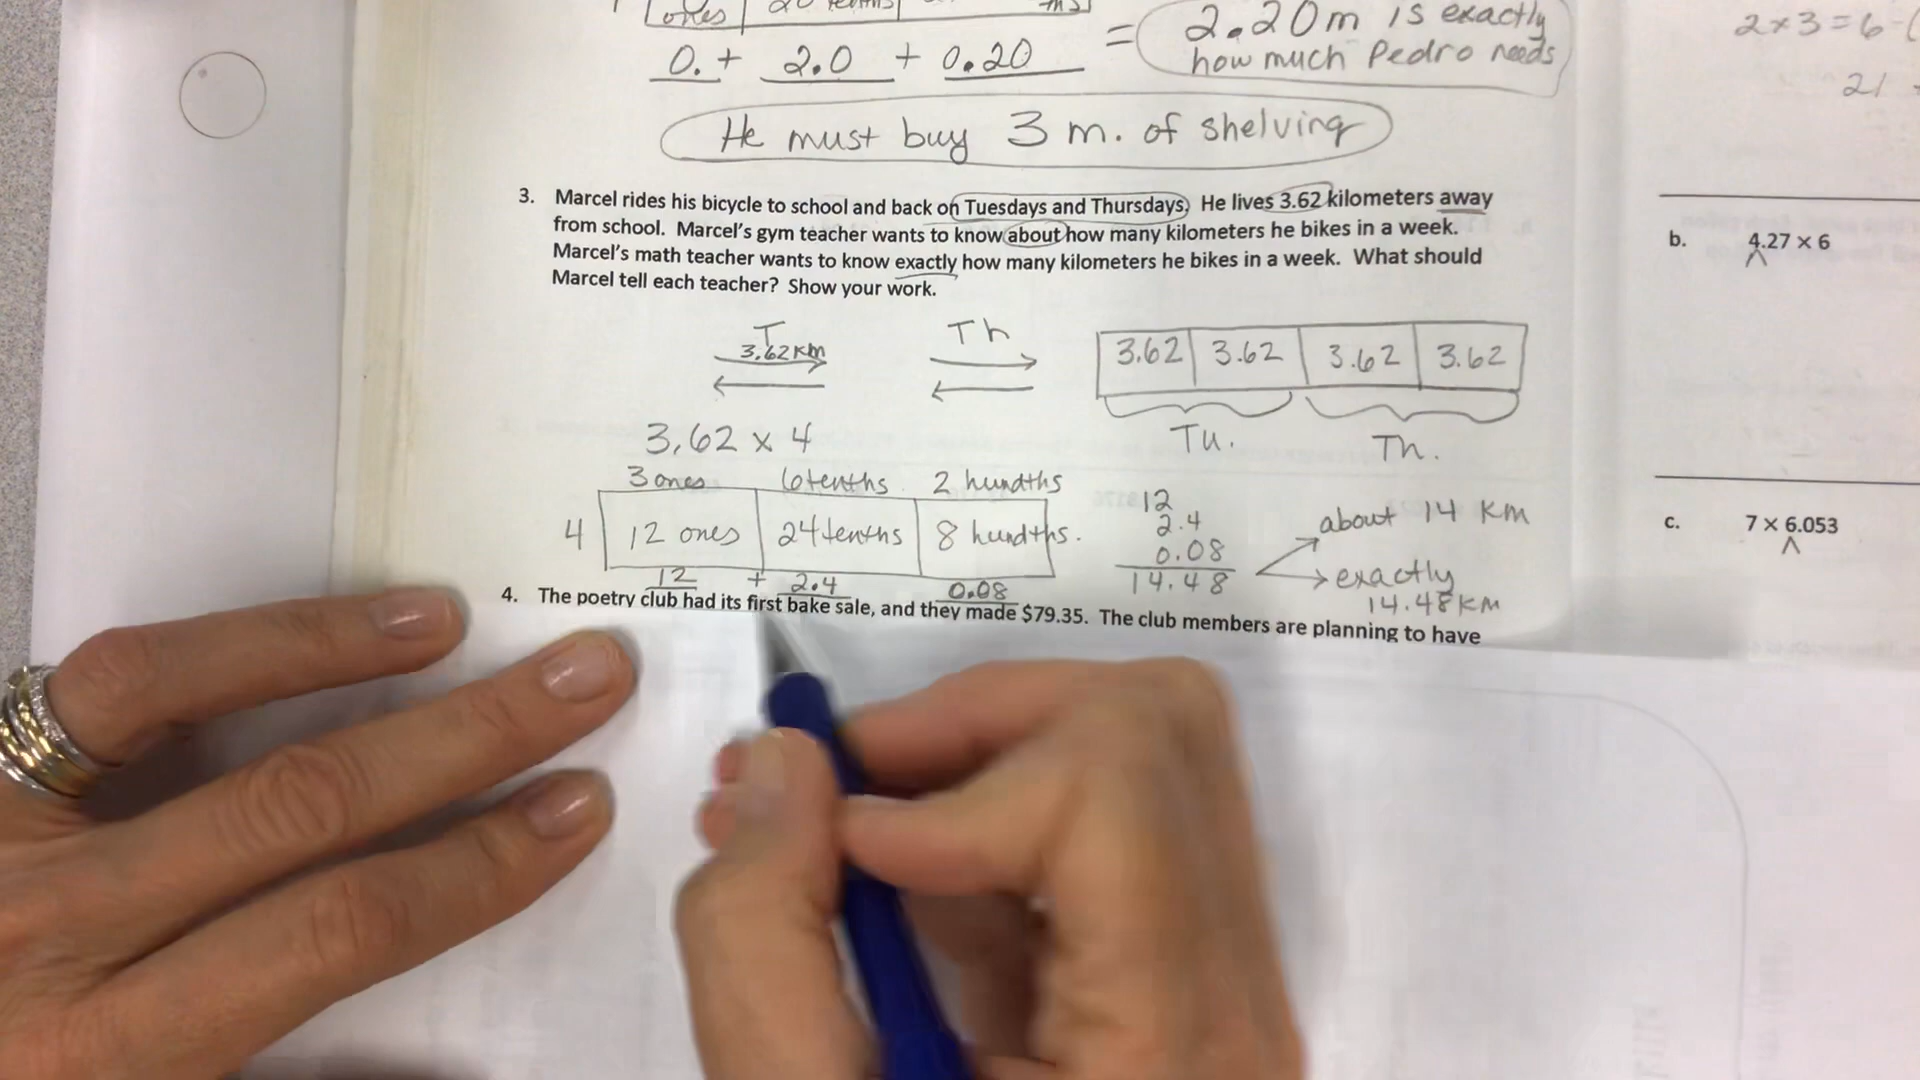 ones 20 tenths
0. + 2.0 + 0.20 = 2.20m is exactly
how much Pedro needs
He must buy 3 m. of shelving
3. Marcel rides his bicycle to school and back on Tuesdays and Thursdays. He lives 3.62 kilometers away
from school. Marcel's gym teacher wants to know about how many kilometers he bikes in a week.
Marcel's math teacher wants to know exactly how many kilometers he bikes in a week. What should
Marcel tell each teacher? Show your work.
T
3.62 km
Th
3.62 3.62 3.62 3.62
Tu. Th.
3.62 x 4
3 ones 6 tenths 2 hundths
4 12 ones 24 tenths 8 hundths.
12 + 2.4 0.08
12
2.4
0.08
14.48
about 14 km
exactly
14.48 km
4. The poetry club had its first bake sale, and they made $79.35. The club members are planning to have
2 x 3 = 6
21
b. 4.27 × 6
c. 7 × 6.053